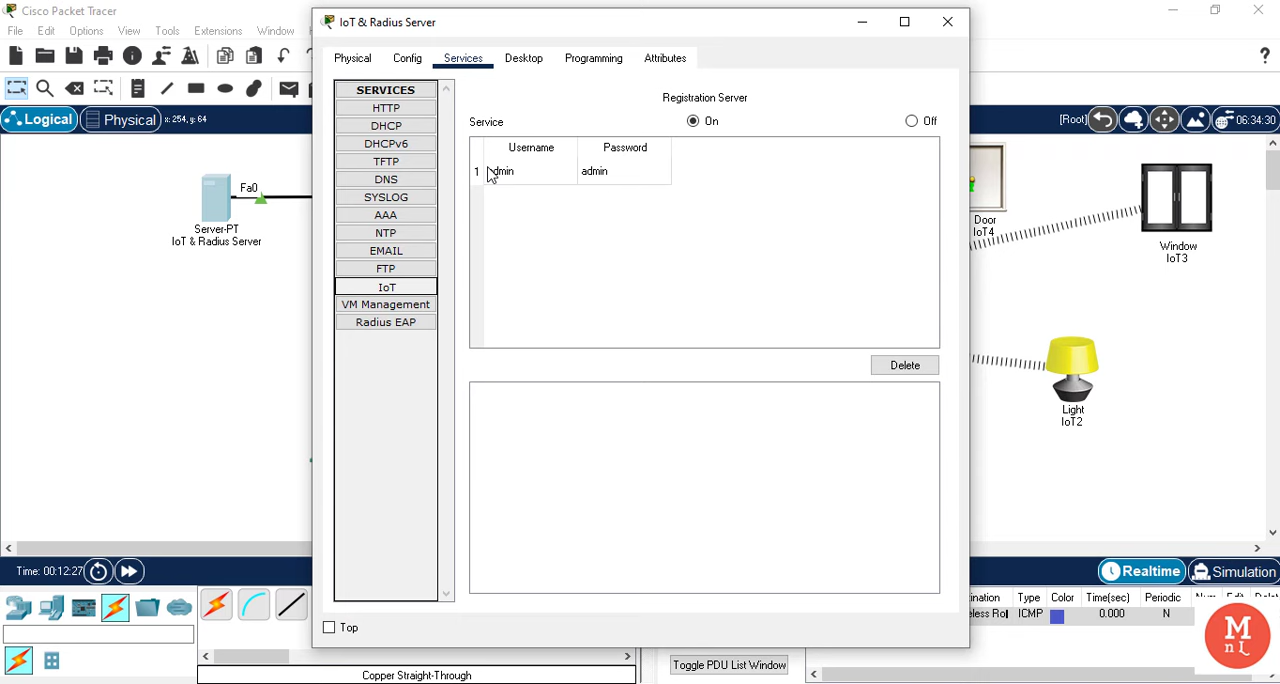 Cisco Packet Tracer
File Edit Options View Tools Extensions Window
IoT & Radius Server
Physical Config Services Desktop Programming Attributes
?
Logical Physical x: 254, y: 64
[Root] 06:34:30
SERVICES
HTTP
DHCP
DHCPv6
TFTP
DNS
SYSLOG
AAA
NTP
EMAIL
FTP
IoT
VM Management
Radius EAP
Registration Server
Service On Off
Username Password
1 admin admin
Delete
Top
Fa0
Server-PT
IoT & Radius Server
Door
IoT4
Window
IoT3
Light
IoT2
Time: 00:12:27
Realtime Simulation
ination Type Color Time(sec) Periodic Num Edit
ICMP 0.000 N
Copper Straight-Through
Toggle PDU List Window
M
n L